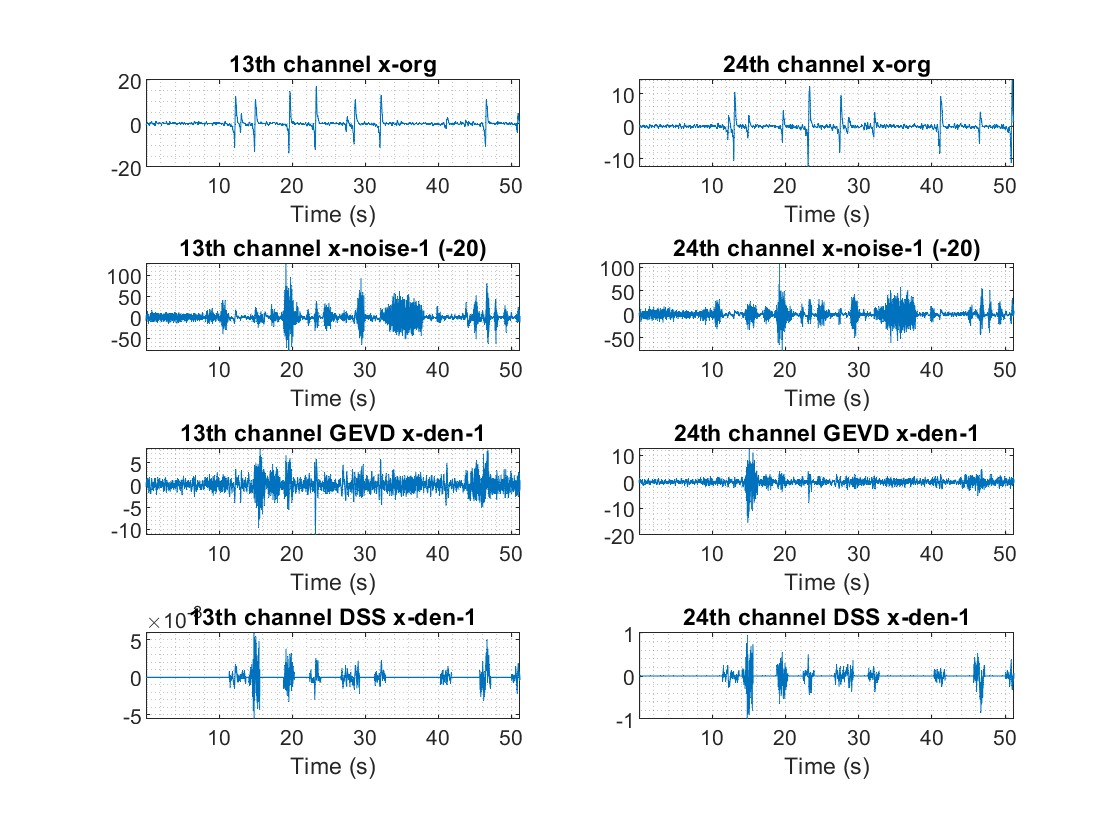 13th channel x-org
20
0
-20
10 20 30 40 50
Time (s)
24th channel x-org
10
0
-10
10 20 30 40 50
Time (s)
13th channel x-noise-1 (-20)
100
50
0
-50
10 20 30 40 50
Time (s)
24th channel x-noise-1 (-20)
100
50
0
-50
10 20 30 40 50
Time (s)
13th channel GEVD x-den-1
5
0
-5
-10
10 20 30 40 50
Time (s)
24th channel GEVD x-den-1
10
0
-10
-20
10 20 30 40 50
Time (s)
13th channel DSS x-den-1
5
0
-5
10 20 30 40 50
Time (s)
24th channel DSS x-den-1
1
0
-1
10 20 30 40 50
Time (s)